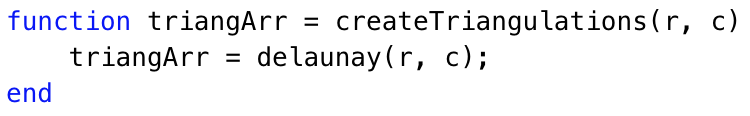 function triangArr = createTriangulations(r, c)
    triangArr = delaunay(r, c);
end